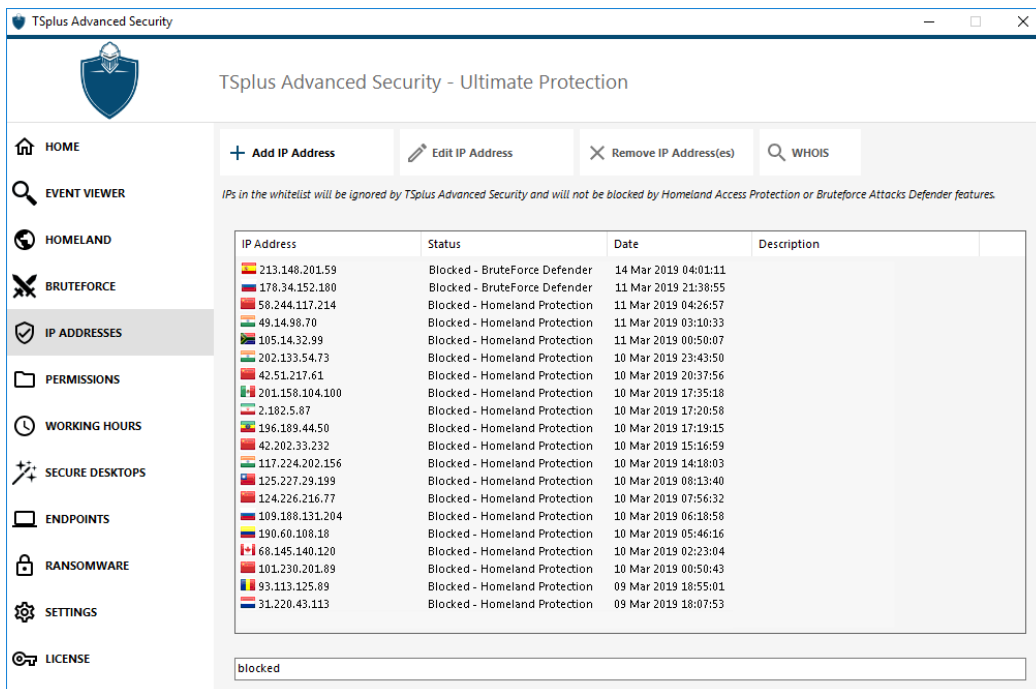 TSplus Advanced Security
TSplus Advanced Security - Ultimate Protection
HOME
EVENT VIEWER
HOMELAND
BRUTEFORCE
IP ADDRESSES
PERMISSIONS
WORKING HOURS
SECURE DESKTOPS
ENDPOINTS
RANSOMWARE
SETTINGS
LICENSE
Add IP Address Edit IP Address Remove IP Address(es) WHOIS
IPs in the whitelist will be ignored by TSplus Advanced Security and will not be blocked by Homeland Access Protection or Bruteforce Attacks Defender features.
IP Address Status Date Description
213.148.201.59 Blocked - BruteForce Defender 14 Mar 2019 04:01:11
178.34.152.180 Blocked - BruteForce Defender 11 Mar 2019 21:38:55
58.244.117.214 Blocked - Homeland Protection 11 Mar 2019 04:26:57
49.14.98.70 Blocked - Homeland Protection 11 Mar 2019 03:10:33
105.14.32.99 Blocked - Homeland Protection 11 Mar 2019 00:50:07
202.133.54.73 Blocked - Homeland Protection 10 Mar 2019 23:43:50
42.51.217.61 Blocked - Homeland Protection 10 Mar 2019 20:37:56
201.158.104.100 Blocked - Homeland Protection 10 Mar 2019 17:35:18
2.182.5.87 Blocked - Homeland Protection 10 Mar 2019 17:20:58
196.189.44.50 Blocked - Homeland Protection 10 Mar 2019 17:19:15
42.202.33.232 Blocked - Homeland Protection 10 Mar 2019 15:16:59
117.224.202.156 Blocked - Homeland Protection 10 Mar 2019 14:18:03
125.227.29.199 Blocked - Homeland Protection 10 Mar 2019 08:13:40
124.226.216.77 Blocked - Homeland Protection 10 Mar 2019 07:56:32
109.188.131.204 Blocked - Homeland Protection 10 Mar 2019 06:18:58
190.60.108.18 Blocked - Homeland Protection 10 Mar 2019 05:46:16
68.145.140.120 Blocked - Homeland Protection 10 Mar 2019 02:23:04
101.230.201.89 Blocked - Homeland Protection 10 Mar 2019 00:50:43
93.113.125.89 Blocked - Homeland Protection 09 Mar 2019 18:55:01
31.220.43.113 Blocked - Homeland Protection 09 Mar 2019 18:07:53
blocked